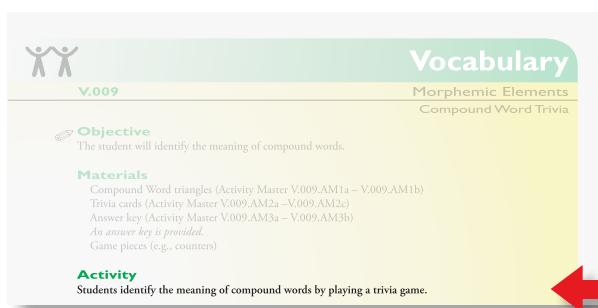 Vocabulary
V.009
Morphemic Elements
Compound Word Trivia
Objective
The student will identify the meaning of compound words.
Materials
Compound Word triangles (Activity Master V.009.AM1a – V.009.AM1b)
Trivia cards (Activity Master V.009.AM2a –V.009.AM2c)
Answer key (Activity Master V.009.AM3a – V.009.AM3b)
An answer key is provided.
Game pieces (e.g., counters)
Activity
Students identify the meaning of compound words by playing a trivia game.